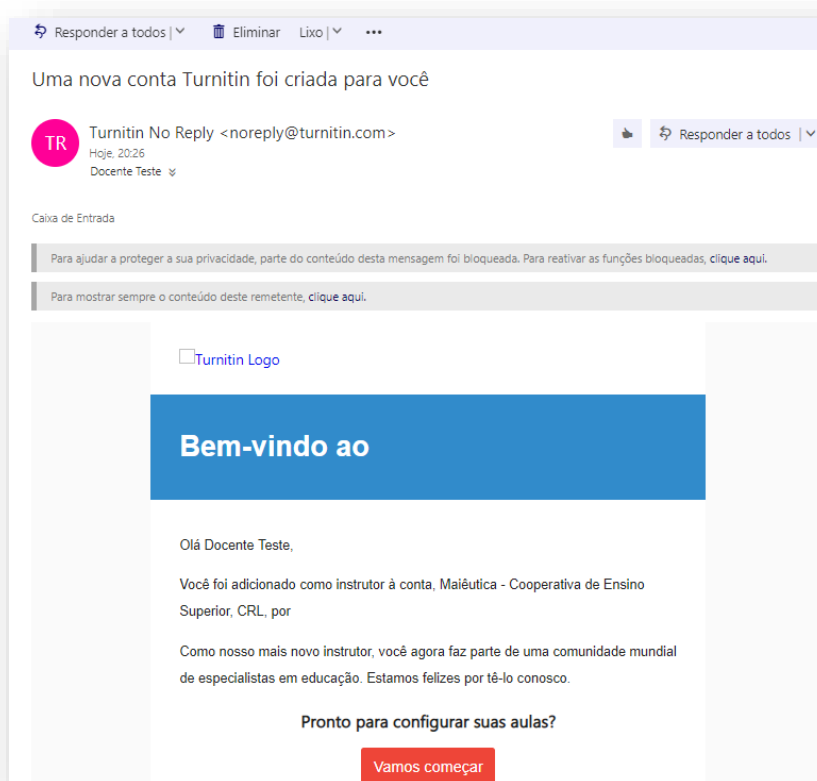 Responder a todos | Eliminar Lixo | •••
Uma nova conta Turnitin foi criada para você
TR
Turnitin No Reply <noreply@turnitin.com>
Responder a todos |
Hoje, 20:26
Docente Teste
Caixa de Entrada
Para ajudar a proteger a sua privacidade, parte do conteúdo desta mensagem foi bloqueada. Para reativar as funções bloqueadas, clique aqui.
Para mostrar sempre o conteúdo deste remetente, clique aqui.
Turnitin Logo
Bem-vindo ao
Olá Docente Teste,
Você foi adicionado como instrutor à conta, Maiêutica - Cooperativa de Ensino
Superior, CRL, por
Como nosso mais novo instrutor, você agora faz parte de uma comunidade mundial
de especialistas em educação. Estamos felizes por tê-lo conosco.
Pronto para configurar suas aulas?
Vamos começar